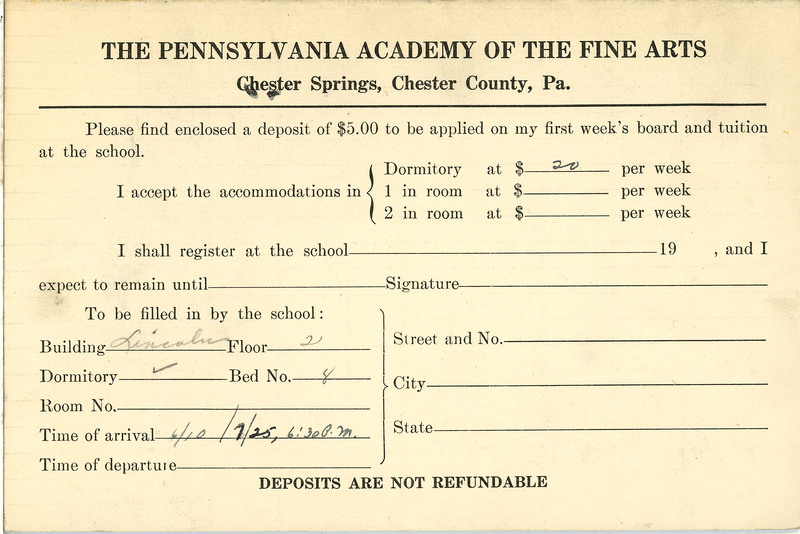 THE PENNSYLVANIA ACADEMY OF THE FINE ARTS
Chester Springs, Chester County, Pa.
Please find enclosed a deposit of $5.00 to be applied on my first week's board and tuition
at the school.
Dormitory at $ 20 per week
I accept the accommodations in { 1 in room at $ per week
2 in room at $ per week
I shall register at the school 19 , and I
expect to remain until Signature
To be filled in by the school:
Building Lincoln Floor 2
Street and No.
Dormitory ✓ Bed No. 8
City
Room No.
Time of arrival 6/10 / 7/25, 6:30 P.M.
State
Time of departure
DEPOSITS ARE NOT REFUNDABLE